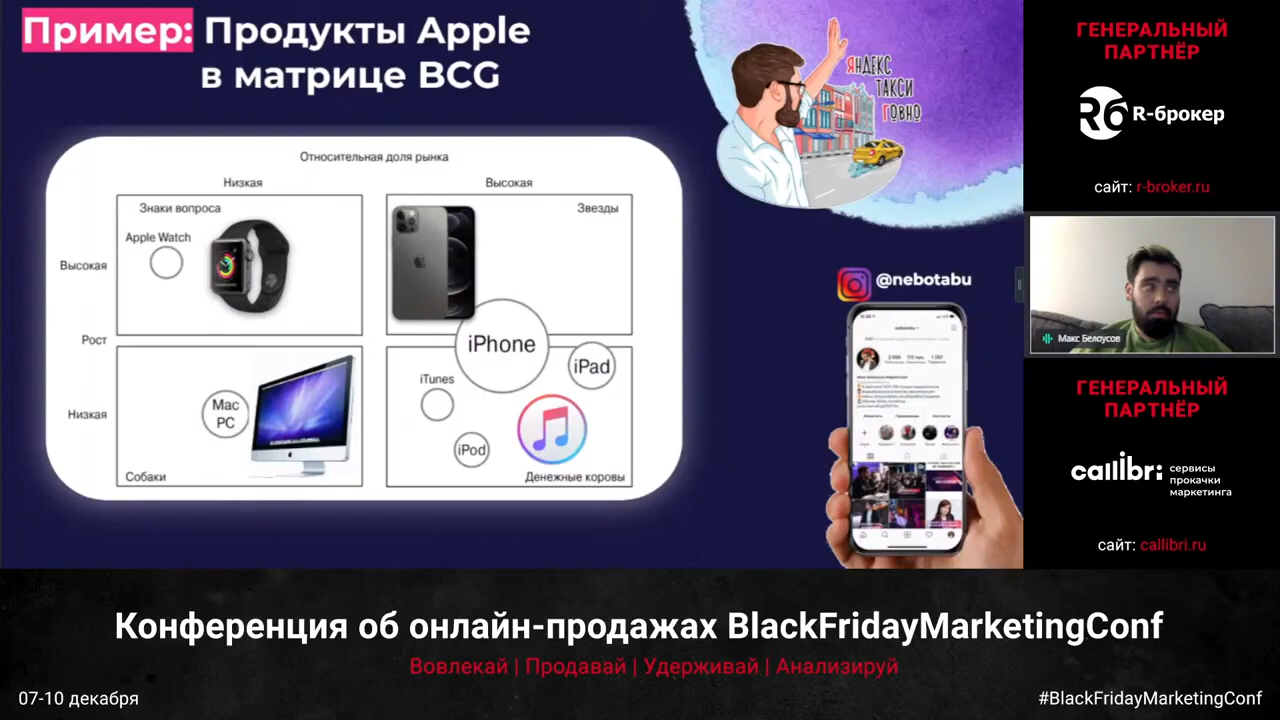 Пример: Продукты Apple
в матрице BCG
ЯНДЕКС
ТАКСИ
ГОВНО
Относительная доля рынка
Низкая
Высокая
Знаки вопроса
Звезды
Apple Watch
Высокая
Рост
iPhone
iPad
iTunes
Mac
PC
Низкая
iPod
Собаки
Денежные коровы
@nebotabu
ГЕНЕРАЛЬНЫЙ
ПАРТНЁР
R-брокер
сайт: r-broker.ru
Макс Белоусов
ГЕНЕРАЛЬНЫЙ
ПАРТНЁР
callibri
сервисы
прокачки
маркетинга
сайт: callibri.ru
Конференция об онлайн-продажах BlackFridayMarketingConf
Вовлекай | Продавай | Удерживай | Анализируй
07-10 декабря
#BlackFridayMarketingConf